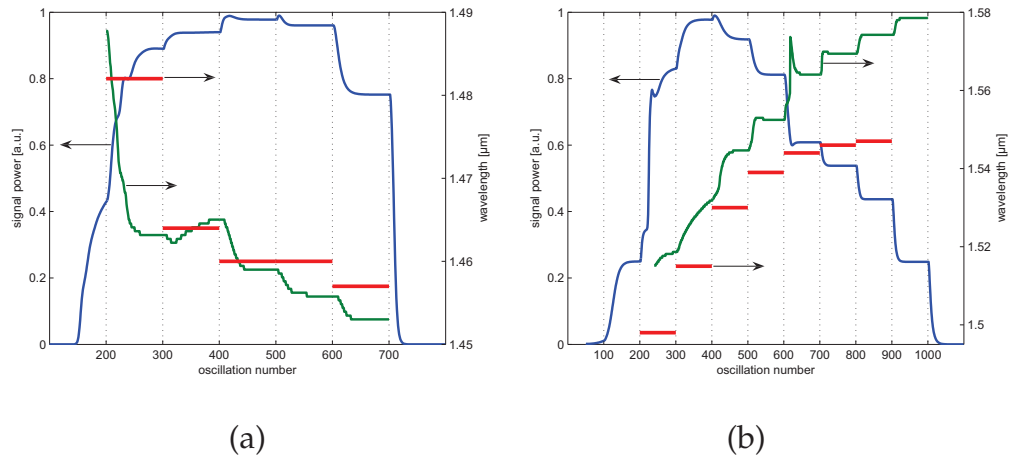 1
0.8
0.6
0.4
0.2
0
signal power [a.u.]
1.49
1.48
1.47
1.46
1.45
wavelength [µm]
200 300 400 500 600 700
oscillation number
(a)
1
0.8
0.6
0.4
0.2
0
signal power [a.u.]
1.58
1.56
1.54
1.52
1.5
wavelength [µm]
100 200 300 400 500 600 700 800 900 1000
oscillation number
(b)